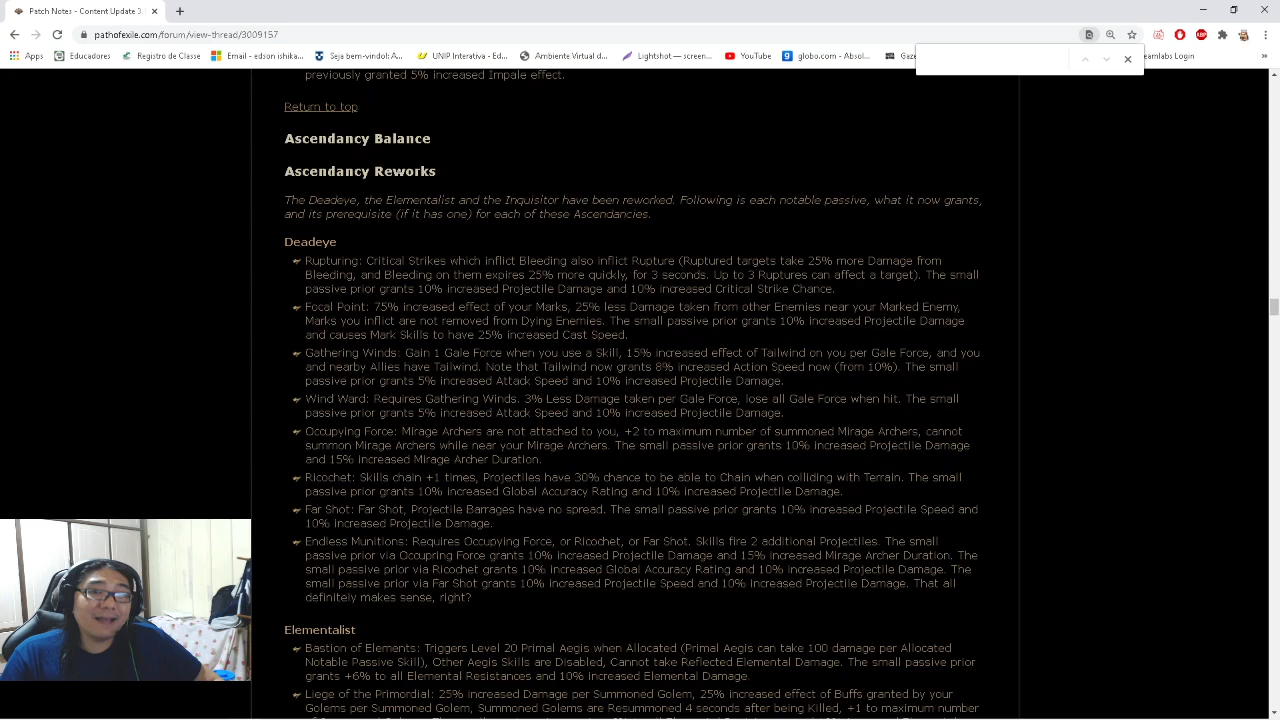 Patch Notes - Content Update 3.
pathofexile.com/forum/view-thread/3009157
Apps Educadores Registro de Classe Email - edson ishika... Seja bem-vindo!: A... UNIP Interativa - Ed... Ambiente Virtual d... Lightshot — screen... YouTube globo.com - Absol... Gaze eamlabs Login
previously granted 5% increased Impale effect.
Return to top
Ascendancy Balance
Ascendancy Reworks
The Deadeye, the Elementalist and the Inquisitor have been reworked. Following is each notable passive, what it now grants,
and its prerequisite (if it has one) for each of these Ascendancies.
Deadeye
Rupturing: Critical Strikes which inflict Bleeding also inflict Rupture (Ruptured targets take 25% more Damage from
Bleeding, and Bleeding on them expires 25% more quickly, for 3 seconds. Up to 3 Ruptures can affect a target). The small
passive prior grants 10% increased Projectile Damage and 10% increased Critical Strike Chance.
Focal Point: 75% increased effect of your Marks, 25% less Damage taken from other Enemies near your Marked Enemy,
Marks you inflict are not removed from Dying Enemies. The small passive prior grants 10% increased Projectile Damage
and causes Mark Skills to have 25% increased Cast Speed.
Gathering Winds: Gain 1 Gale Force when you use a Skill, 15% increased effect of Tailwind on you per Gale Force, and you
and nearby Allies have Tailwind. Note that Tailwind now grants 8% increased Action Speed now (from 10%). The small
passive prior grants 5% increased Attack Speed and 10% increased Projectile Damage.
Wind Ward: Requires Gathering Winds. 3% Less Damage taken per Gale Force, lose all Gale Force when hit. The small
passive prior grants 5% increased Attack Speed and 10% increased Projectile Damage.
Occupying Force: Mirage Archers are not attached to you, +2 to maximum number of summoned Mirage Archers, cannot
summon Mirage Archers while near your Mirage Archers. The small passive prior grants 10% increased Projectile Damage
and 15% increased Mirage Archer Duration.
Ricochet: Skills chain +1 times, Projectiles have 30% chance to be able to Chain when colliding with Terrain. The small
passive prior grants 10% increased Global Accuracy Rating and 10% increased Projectile Damage.
Far Shot: Far Shot, Projectile Barrages have no spread. The small passive prior grants 10% increased Projectile Speed and
10% increased Projectile Damage.
Endless Munitions: Requires Occupying Force, or Ricochet, or Far Shot. Skills fire 2 additional Projectiles. The small
passive prior via Occupring Force grants 10% increased Projectile Damage and 15% increased Mirage Archer Duration. The
small passive prior via Ricochet grants 10% increased Global Accuracy Rating and 10% increased Projectile Damage. The
small passive prior via Far Shot grants 10% increased Projectile Speed and 10% increased Projectile Damage. That all
definitely makes sense, right?
Elementalist
Bastion of Elements: Triggers Level 20 Primal Aegis when Allocated (Primal Aegis can take 100 damage per Allocated
Notable Passive Skill), Other Aegis Skills are Disabled, Cannot take Reflected Elemental Damage. The small passive prior
grants +6% to all Elemental Resistances and 10% increased Elemental Damage.
Liege of the Primordial: 25% increased Damage per Summoned Golem, 25% increased effect of Buffs granted by your
Golems per Summoned Golem, Summoned Golems are Resummoned 4 seconds after being Killed, +1 to maximum number